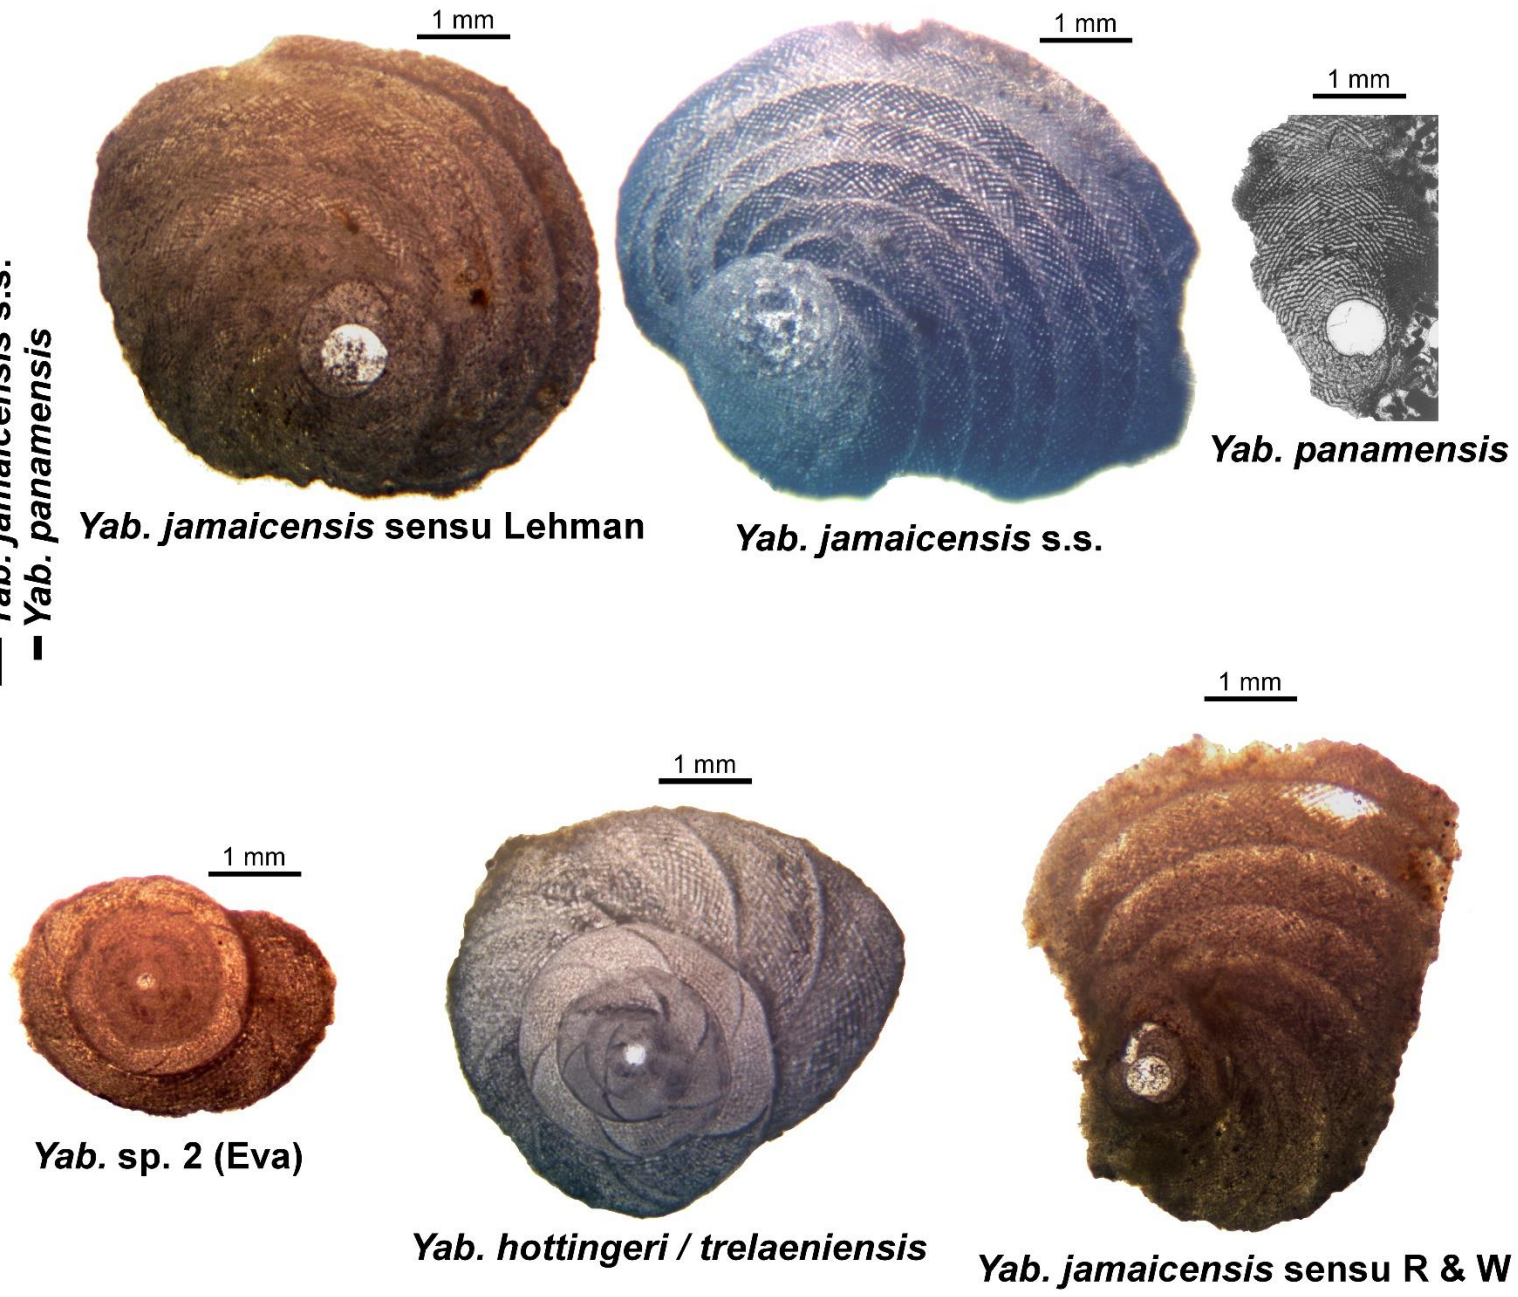 1 mm
1 mm
1 mm
Yab. jamaicensis s.s.
Yab. panamensis
Yab. jamaicensis sensu Lehman
Yab. jamaicensis s.s.
Yab. panamensis
1 mm
1 mm
1 mm
Yab. sp. 2 (Eva)
Yab. hottingeri / trelaeniensis
Yab. jamaicensis sensu R & W